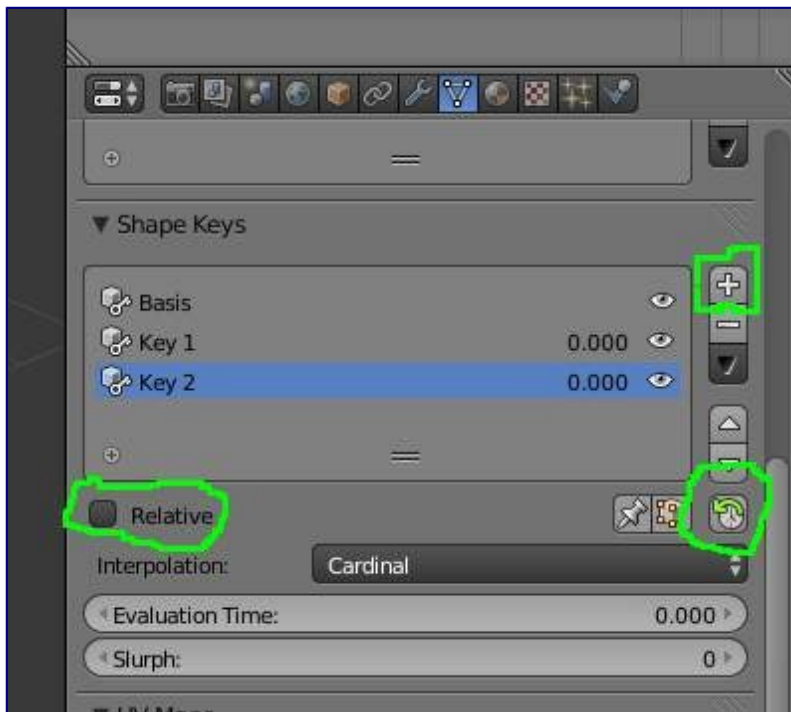 Shape Keys
Basis
Key 1 0.000
Key 2 0.000
Relative
Interpolation: Cardinal
Evaluation Time: 0.000
Slurph: 0